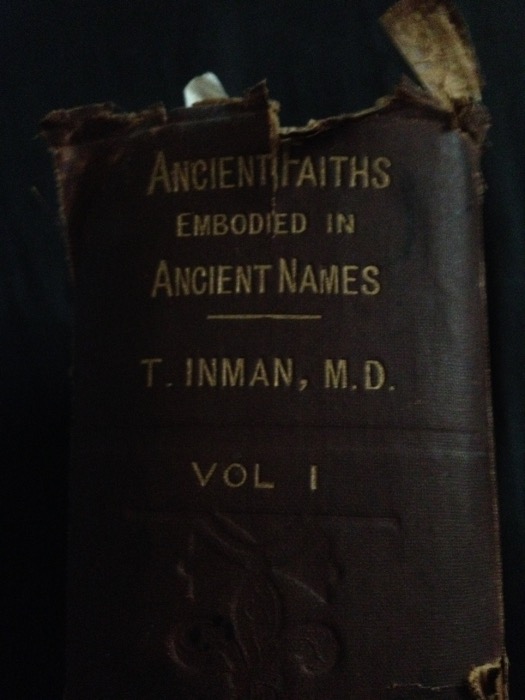 ANCIENT FAITHS
EMBODIED IN
ANCIENT NAMES
T. INMAN, M.D.
VOL I